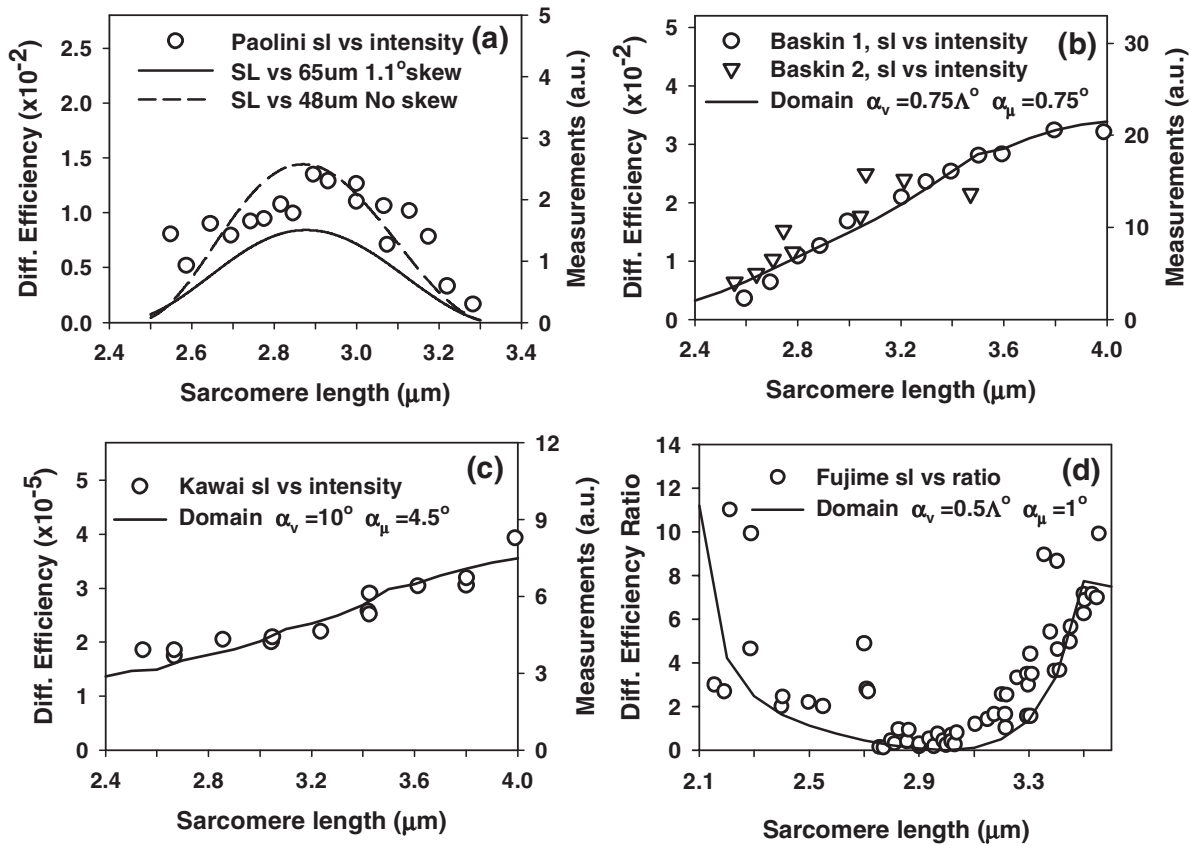 (a)
Paolini sl vs intensity
SL vs 65um 1.1°skew
SL vs 48um No skew
Diff. Efficiency (x10⁻²)
2.5
2.0
1.5
1.0
0.5
0.0
5
4
3
2
1
0
Measurements (a.u.)
2.4 2.6 2.8 3.0 3.2 3.4
Sarcomere length (μm)
(b)
Baskin 1, sl vs intensity
Baskin 2, sl vs intensity
Domain αᵥ =0.75Λ° α_μ =0.75°
Diff. Efficiency (x10⁻²)
5
4
3
2
1
0
30
20
10
0
Measurements (a.u.)
2.4 2.8 3.2 3.6 4.0
Sarcomere length (μm)
(c)
Kawai sl vs intensity
Domain αᵥ =10° α_μ =4.5°
Diff. Efficiency (x10⁻⁵)
5
4
3
2
1
0
12
9
6
3
0
Measurements (a.u.)
2.4 2.8 3.2 3.6 4.0
Sarcomere length (μm)
(d)
Fujime sl vs ratio
Domain αᵥ =0.5Λ° α_μ =1°
Diff. Efficiency Ratio
14
12
10
8
6
4
2
0
2.1 2.5 2.9 3.3
Sarcomere length (μm)